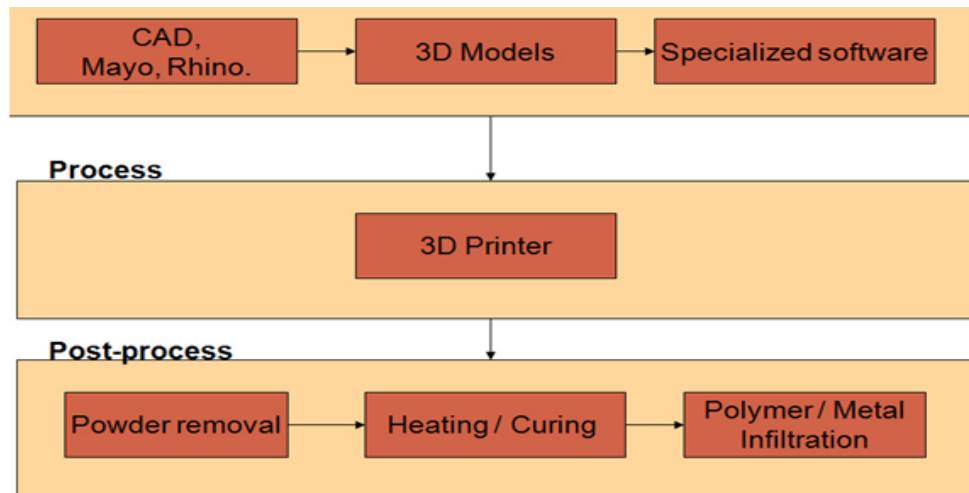 CAD,
Mayo, Rhino.
3D Models
Specialized software
Process
3D Printer
Post-process
Powder removal
Heating / Curing
Polymer / Metal
Infiltration